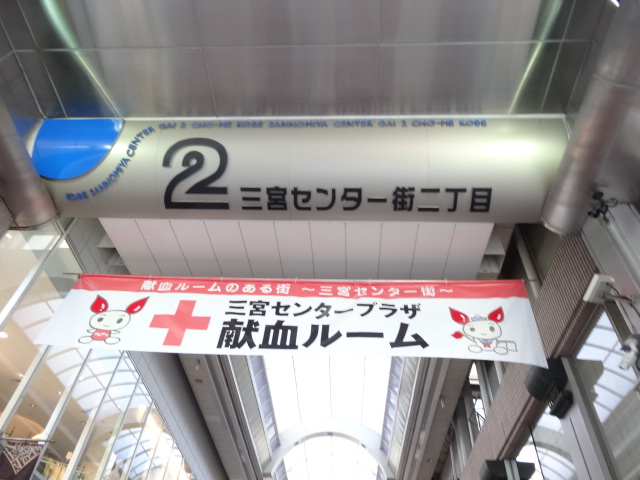 KOBE SANNOMIYA CENTER GAI 2 CHO-ME KOBE SANNOMIYA CENTER GAI 2 CHO-ME KOBE
2 三宮センター街二丁目
献血ルームのある街 ～三宮センター街～
三宮センタープラザ
献血ルーム